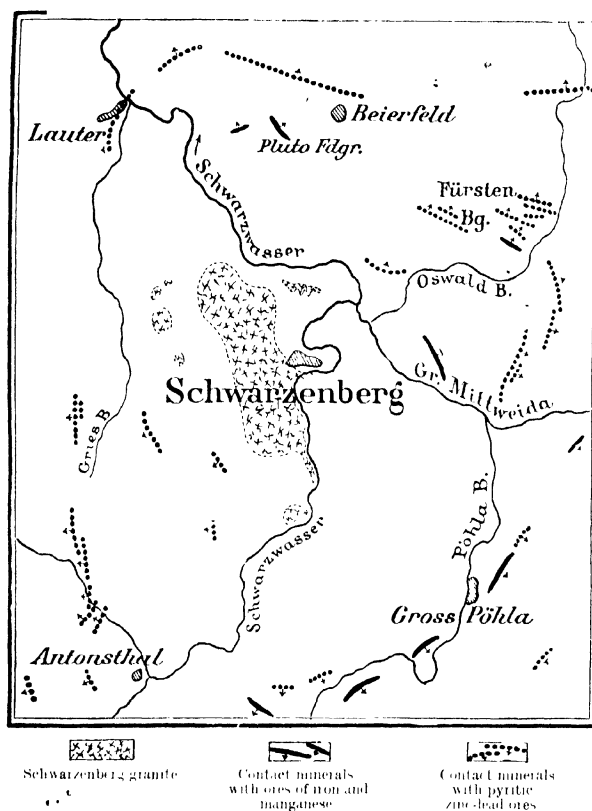 Lauter
Beierfeld
Pluto Fdgr.
Schwarzwasser
Fürsten
Bg.
Oswald B.
Schwarzenberg
Gr. Mittweida
Gries B
Pöhla B.
Schwarzwasser
Gross Pöhla
Antonsthal
Schwarzenberg granite
Contact minerals
with ores of iron and
manganese
Contact minerals
with pyritic
zinc-lead ores